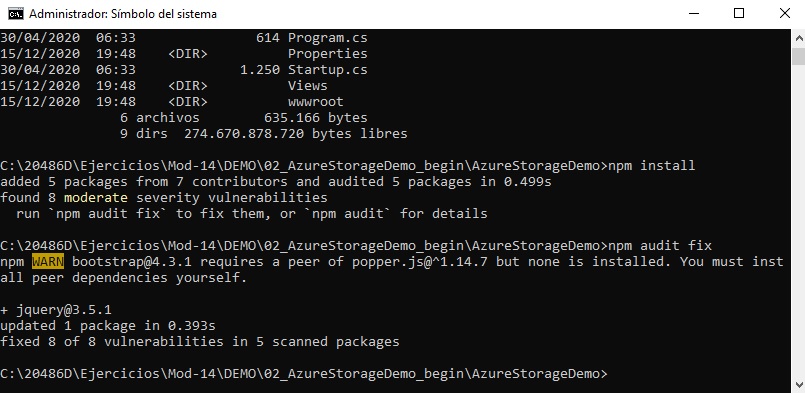 Administrador: Símbolo del sistema
30/04/2020  06:33               614 Program.cs
15/12/2020  19:48    <DIR>          Properties
30/04/2020  06:33             1.250 Startup.cs
15/12/2020  19:48    <DIR>          Views
15/12/2020  19:48    <DIR>          wwwroot
               6 archivos        635.166 bytes
               9 dirs  274.670.878.720 bytes libres
C:\20486D\Ejercicios\Mod-14\DEMO\02_AzureStorageDemo_begin\AzureStorageDemo>npm install
added 5 packages from 7 contributors and audited 5 packages in 0.499s
found 8 moderate severity vulnerabilities
  run `npm audit fix` to fix them, or `npm audit` for details
C:\20486D\Ejercicios\Mod-14\DEMO\02_AzureStorageDemo_begin\AzureStorageDemo>npm audit fix
npm WARN bootstrap@4.3.1 requires a peer of popper.js@^1.14.7 but none is installed. You must inst
all peer dependencies yourself.
+ jquery@3.5.1
updated 1 package in 0.393s
fixed 8 of 8 vulnerabilities in 5 scanned packages
C:\20486D\Ejercicios\Mod-14\DEMO\02_AzureStorageDemo_begin\AzureStorageDemo>